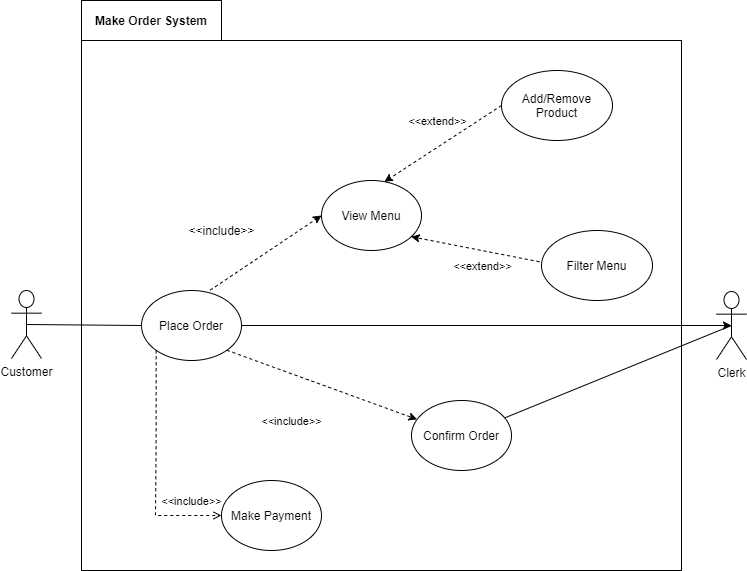 Make Order System
Add/Remove
Product
<<extend>>
View Menu
<<include>>
Filter Menu
<<extend>>
Place Order
Customer
Clerk
<<include>>
Confirm Order
<<include>>
Make Payment